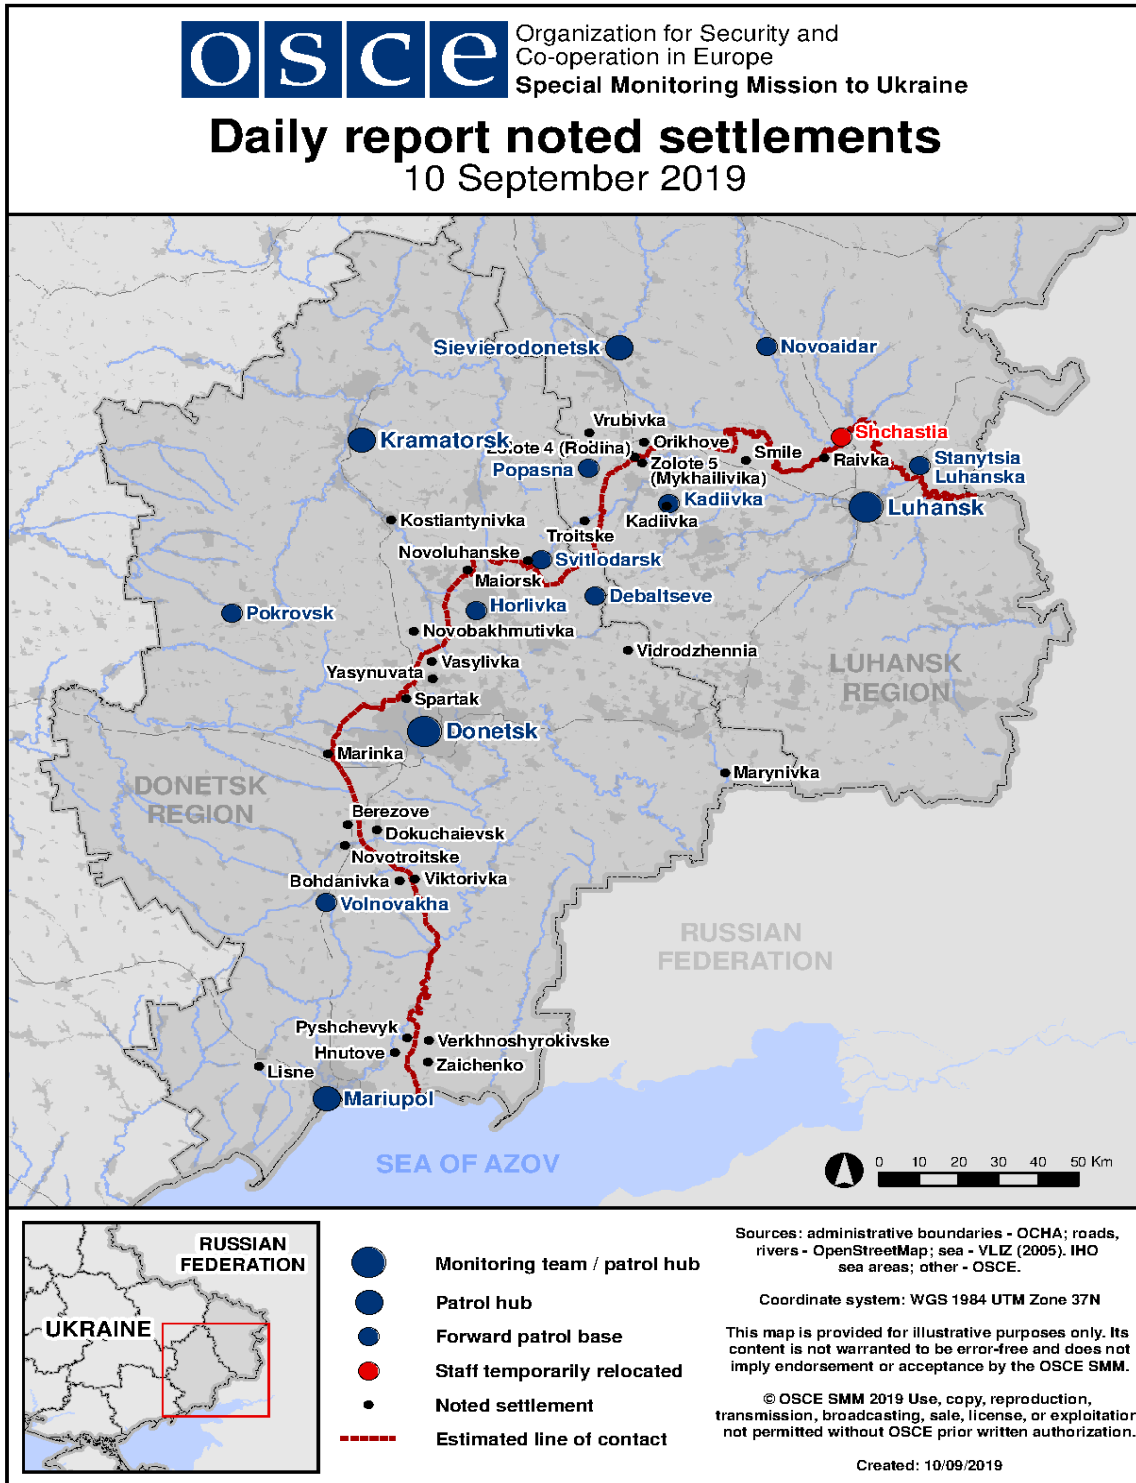 osce
Organization for Security and
Co-operation in Europe
Special Monitoring Mission to Ukraine
Daily report noted settlements
10 September 2019
Sievierodonetsk
Novoaidar
Vrubivka
Kramatorsk
Zolote 4 (Rodina)
Orikhove
Shchastia
Smile
Raivka
Popasna
Zolote 5
(Mykhailivika)
Stanytsia
Luhanska
Kadiivka
Kadiivka
Luhansk
Kostiantynivka
Troitske
Novoluhanske
Svitlodarsk
Maiorsk
Horlivka
Debaltseve
Pokrovsk
Novobakhmutivka
Vidrodzhennia
Vasylivka
Yasynuvata
LUHANSK
REGION
Spartak
Donetsk
Marinka
Marynivka
DONETSK
REGION
Berezove
Dokuchaievsk
Novotroitske
Bohdanivka
Viktorivka
Volnovakha
RUSSIAN
FEDERATION
Pyshchevyk
Verkhnoshyrokivske
Hnutove
Zaichenko
Lisne
Mariupol
SEA OF AZOV
0 10 20 30 40 50 Km
RUSSIAN
FEDERATION
UKRAINE
Monitoring team / patrol hub
Patrol hub
Forward patrol base
Staff temporarily relocated
Noted settlement
Estimated line of contact
Sources: administrative boundaries - OCHA; roads,
rivers - OpenStreetMap; sea - VLIZ (2005). IHO
sea areas; other - OSCE.
Coordinate system: WGS 1984 UTM Zone 37N
This map is provided for illustrative purposes only. Its
content is not warranted to be error-free and does not
imply endorsement or acceptance by the OSCE SMM.
© OSCE SMM 2019 Use, copy, reproduction,
transmission, broadcasting, sale, license, or exploitation
not permitted without OSCE prior written authorization.
Created: 10/09/2019